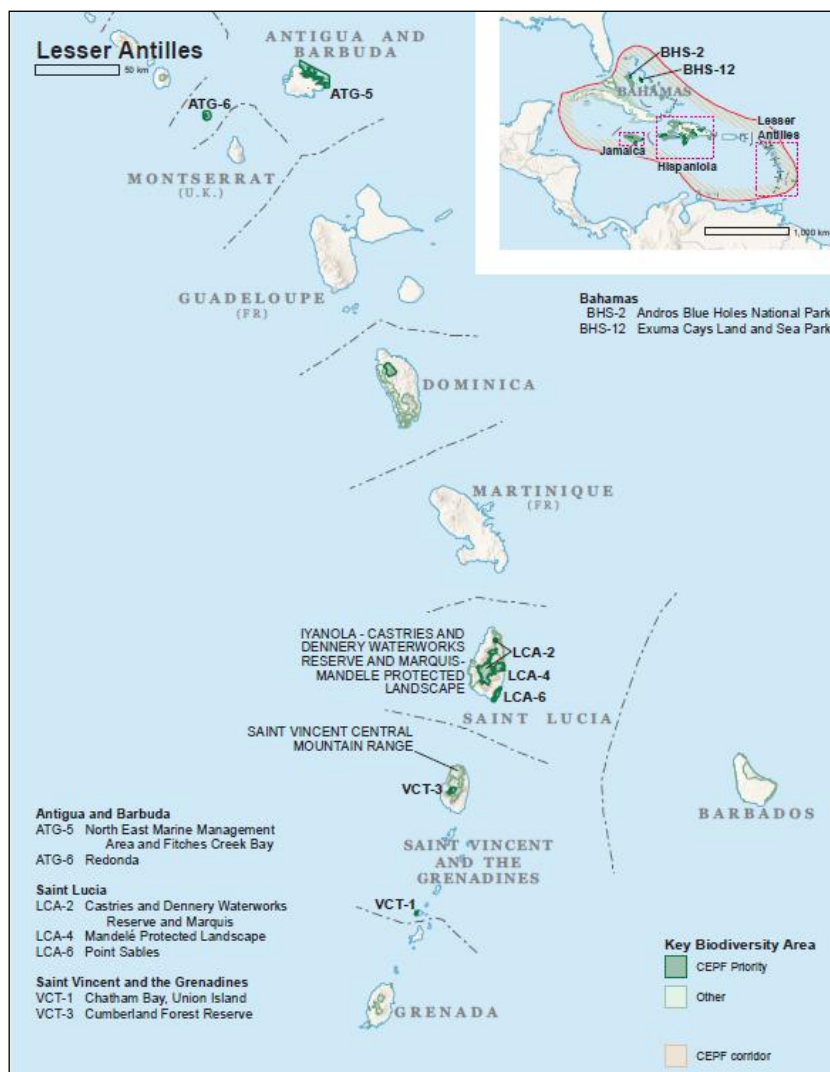 Lesser Antilles
50 km
ANTIGUA AND
BARBUDA
ATG-5
ATG-6
MONTSERRAT
(U.K.)
GUADELOUPE
(FR)
DOMINICA
MARTINIQUE
(FR)
IYANOLA - CASTRIES AND
DENNERY WATERWORKS
RESERVE AND MARQUIS-
MANDELE PROTECTED
LANDSCAPE
LCA-2
LCA-4
LCA-6
SAINT LUCIA
SAINT VINCENT CENTRAL
MOUNTAIN RANGE
VCT-3
SAINT VINCENT
AND THE
GRENADINES
VCT-1
GRENADA
BARBADOS
BHS-2
BHS-12
BAHAMAS
Lesser
Antilles
Jamaica
Hispaniola
1,000 km
Bahamas
BHS-2 Andros Blue Holes National Park
BHS-12 Exuma Cays Land and Sea Park
Antigua and Barbuda
ATG-5 North East Marine Management
Area and Fitches Creek Bay
ATG-6 Redonda
Saint Lucia
LCA-2 Castries and Dennery Waterworks
Reserve and Marquis
LCA-4 Mandelé Protected Landscape
LCA-6 Point Sables
Saint Vincent and the Grenadines
VCT-1 Chatham Bay, Union Island
VCT-3 Cumberland Forest Reserve
Key Biodiversity Area
CEPF Priority
Other
CEPF corridor